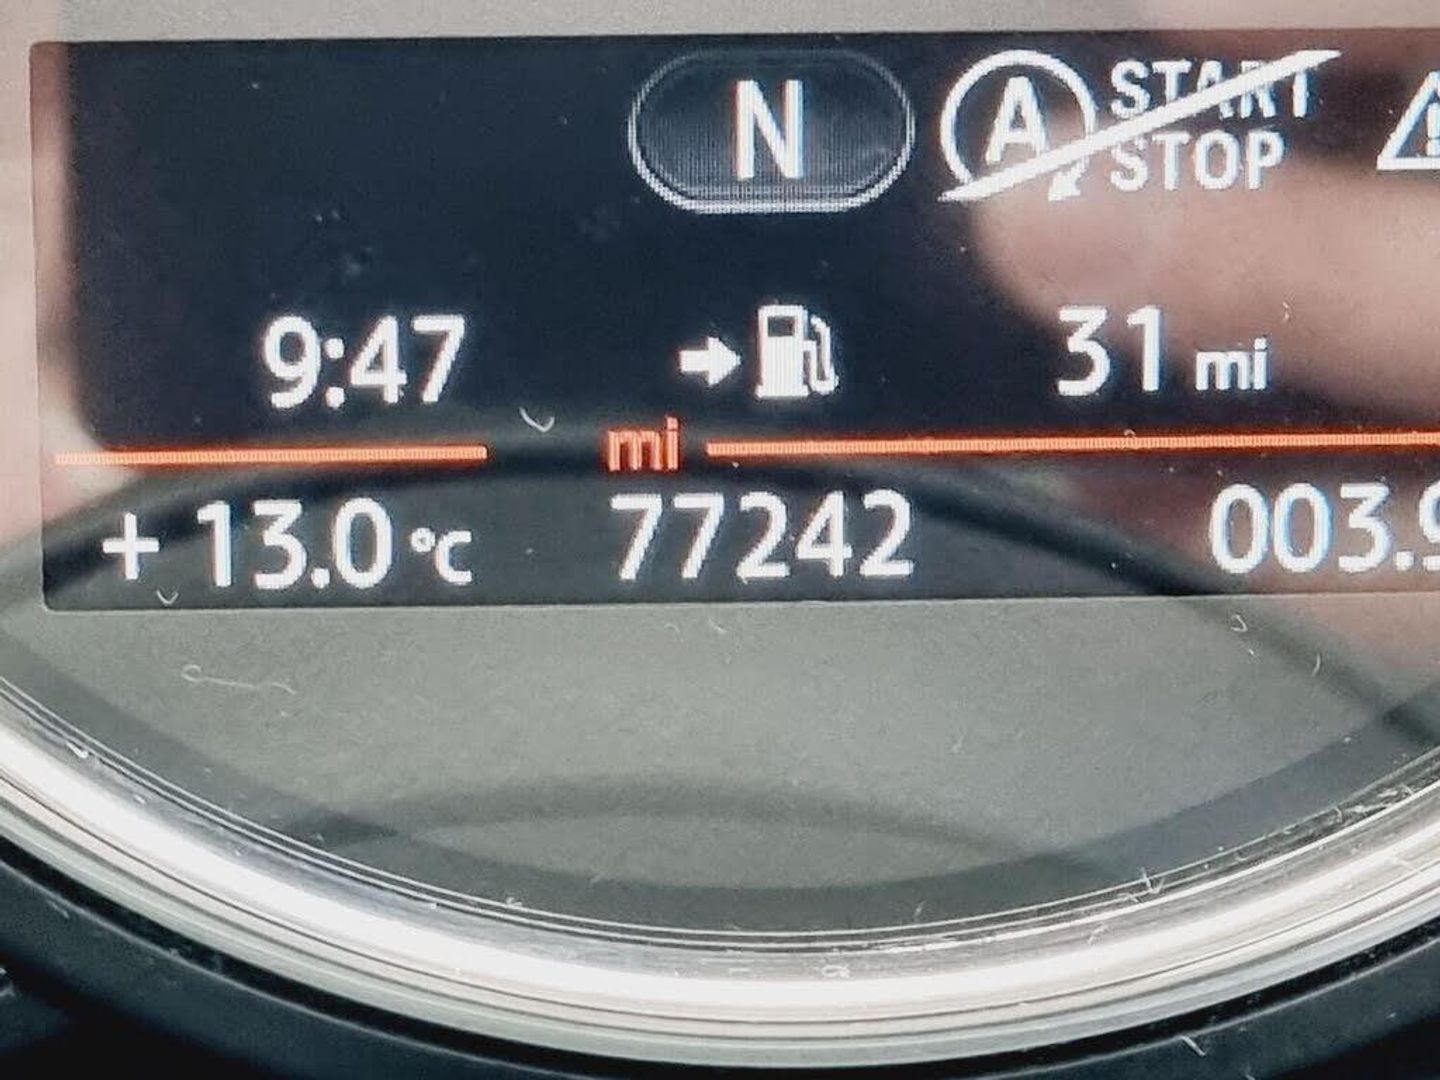 N A START
STOP
9:47 31 mi
mi
+13.0 °C 77242 003.9